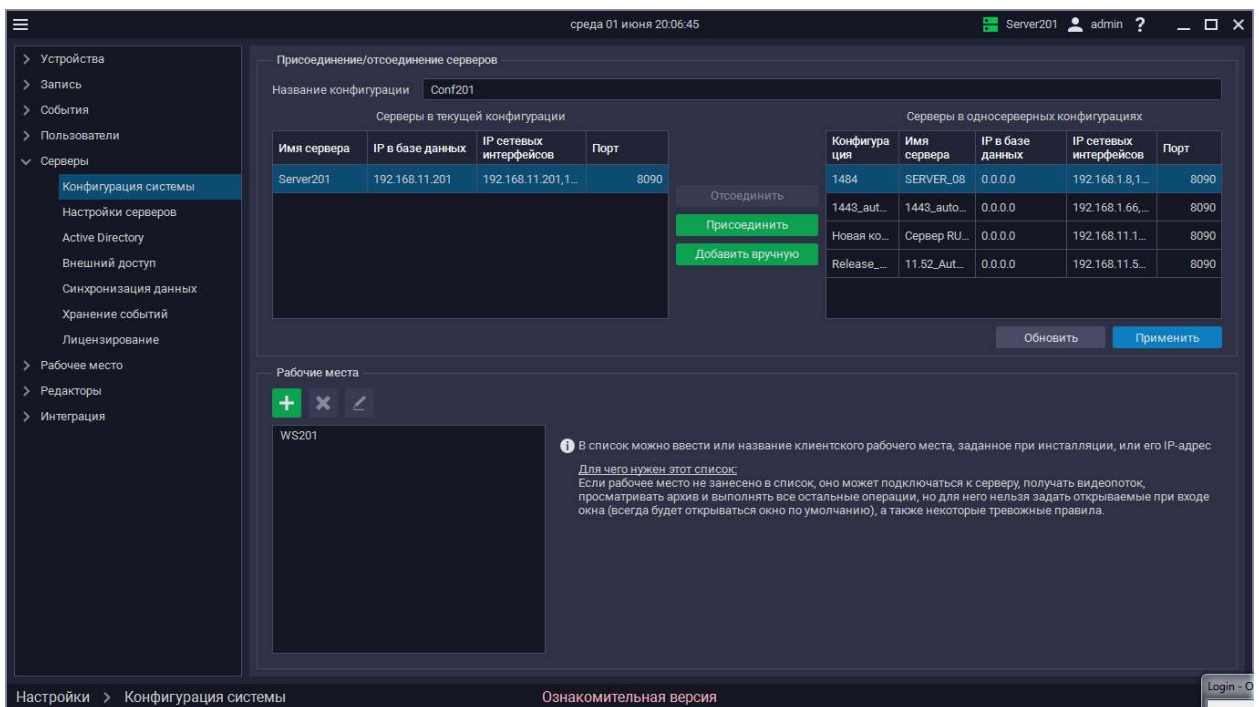 среда 01 июня 20:06:45
Server201 admin ?
Устройства
Запись
События
Пользователи
Серверы
Конфигурация системы
Настройки серверов
Active Directory
Внешний доступ
Синхронизация данных
Хранение событий
Лицензирование
Рабочее место
Редакторы
Интеграция
Присоединение/отсоединение серверов
Название конфигурации Conf201
Серверы в текущей конфигурации
Имя сервера IP в базе данных IP сетевых интерфейсов Порт
Server201 192.168.11.201 192.168.11.201,1... 8090
Отсоединить
Присоединить
Добавить вручную
Серверы в односерверных конфигурациях
Конфигура ция Имя сервера IP в базе данных IP сетевых интерфейсов Порт
1484 SERVER_08 0.0.0.0 192.168.1.8,1... 8090
1443_aut... 1443_auto... 0.0.0.0 192.168.1.66,... 8090
Новая ко... Сервер RU... 0.0.0.0 192.168.11.1... 8090
Release_... 11.52_Aut... 0.0.0.0 192.168.11.5... 8090
Обновить Применить
Рабочие места
WS201
В список можно ввести или название клиентского рабочего места, заданное при инсталляции, или его IP-адрес
Для чего нужен этот список:
Если рабочее место не занесено в список, оно может подключаться к серверу, получать видеопоток,
просматривать архив и выполнять все остальные операции, но для него нельзя задать открываемые при входе
окна (всегда будет открываться окно по умолчанию), а также некоторые тревожные правила.
Настройки > Конфигурация системы
Ознакомительная версия
Login - O